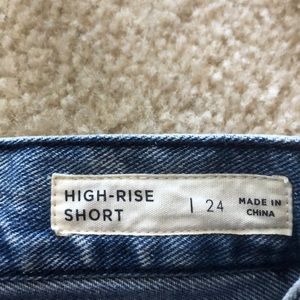 HIGH-RISE
SHORT
| 24
MADE IN
CHINA